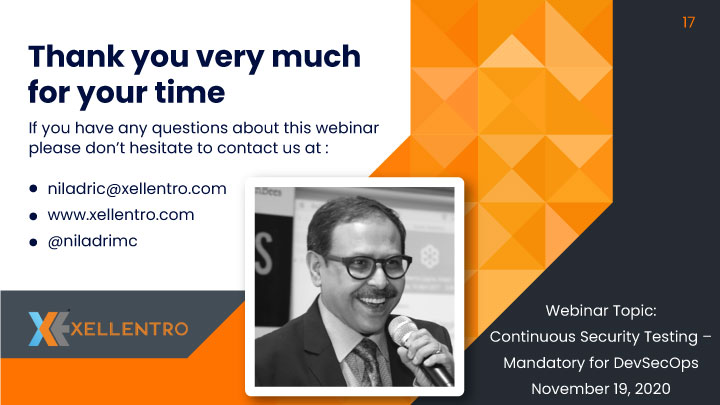 17
Thank you very much
for your time
If you have any questions about this webinar
please don’t hesitate to contact us at :
niladric@xellentro.com
www.xellentro.com
@niladrimc
XELLENTRO
Webinar Topic:
Continuous Security Testing –
Mandatory for DevSecOps
November 19, 2020